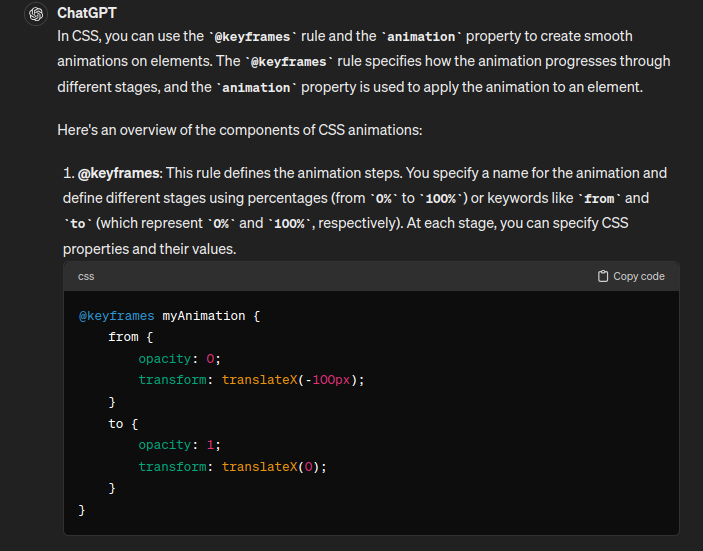 ChatGPT
In CSS, you can use the `@keyframes` rule and the `animation` property to create smooth
animations on elements. The `@keyframes` rule specifies how the animation progresses through
different stages, and the `animation` property is used to apply the animation to an element.
Here's an overview of the components of CSS animations:
1. @keyframes: This rule defines the animation steps. You specify a name for the animation and
define different stages using percentages (from `0%` to `100%`) or keywords like `from` and
`to` (which represent `0%` and `100%`, respectively). At each stage, you can specify CSS
properties and their values.
css Copy code
@keyframes myAnimation {
    from {
        opacity: 0;
        transform: translateX(-100px);
    }
    to {
        opacity: 1;
        transform: translateX(0);
    }
}